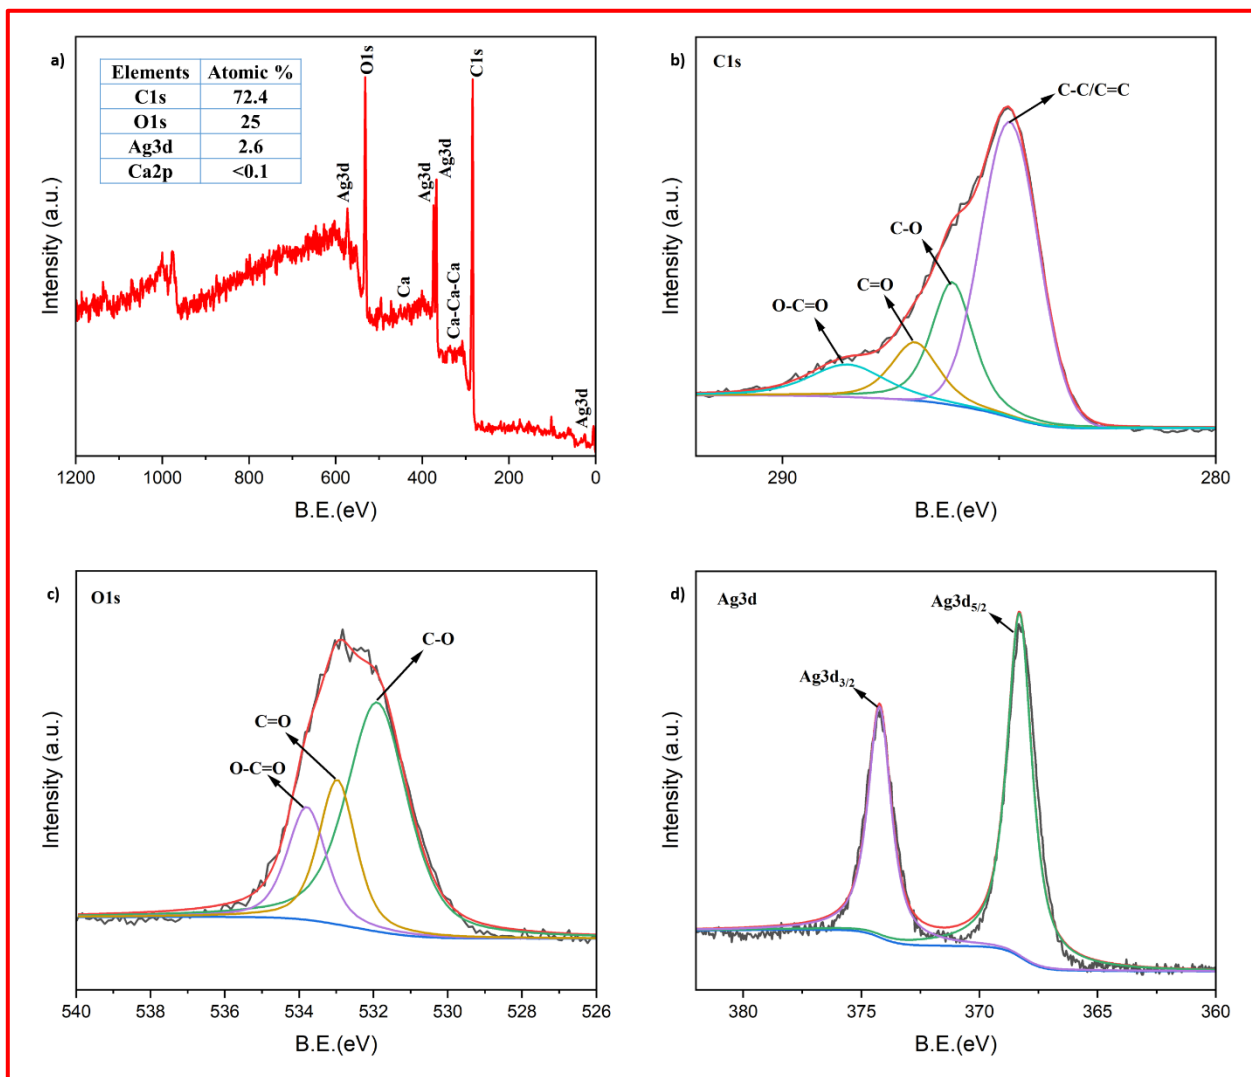 a)
Elements Atomic %
C1s 72.4
O1s 25
Ag3d 2.6
Ca2p <0.1
Ag3d
O1s
Ca
Ag3d
Ag3d
Ca-Ca-Ca
C1s
Ag3d
Intensity (a.u.)
1200 1000 800 600 400 200 0
B.E.(eV)
b) C1s
C-C/C=C
C-O
C=O
O-C=O
Intensity (a.u.)
290 280
B.E.(eV)
c) O1s
C-O
C=O
O-C=O
Intensity (a.u.)
540 538 536 534 532 530 528 526
B.E.(eV)
d) Ag3d
Ag3d5/2
Ag3d3/2
Intensity (a.u.)
380 375 370 365 360
B.E.(eV)